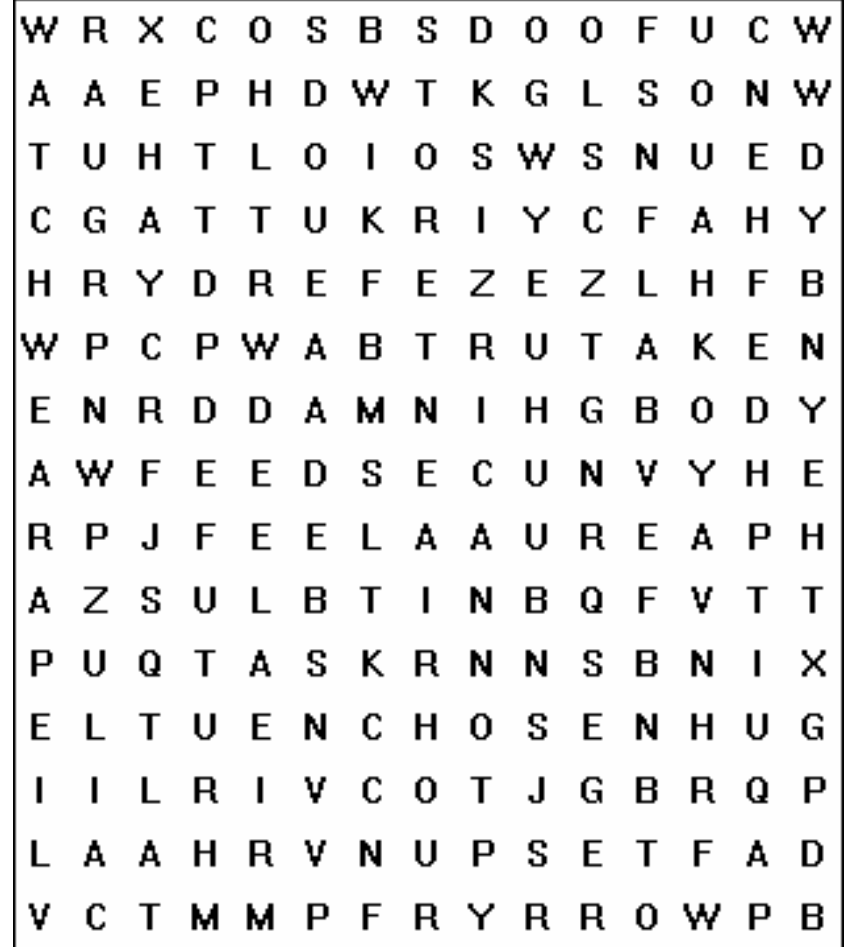 W R X C O S B S D O O F U C W
A A E P H D W T K G L S O N W
T U H T L O I O S W S N U E D
C G A T T U K R I Y C F A H Y
H R Y D R E F E Z E Z L H F B
W P C P W A B T R U T A K E N
E N R D D A M N I H G B O D Y
A W F E E D S E C U N V Y H E
R P J F E E L A A U R E A P H
A Z S U L B T I N B Q F V T T
P U Q T A S K R N N S B N I X
E L T U E N C H O S E N H U G
I I L R I V C O T J G B R Q P
L A A H R V N U P S E T F A D
V C T M M P F R Y R R O W P B